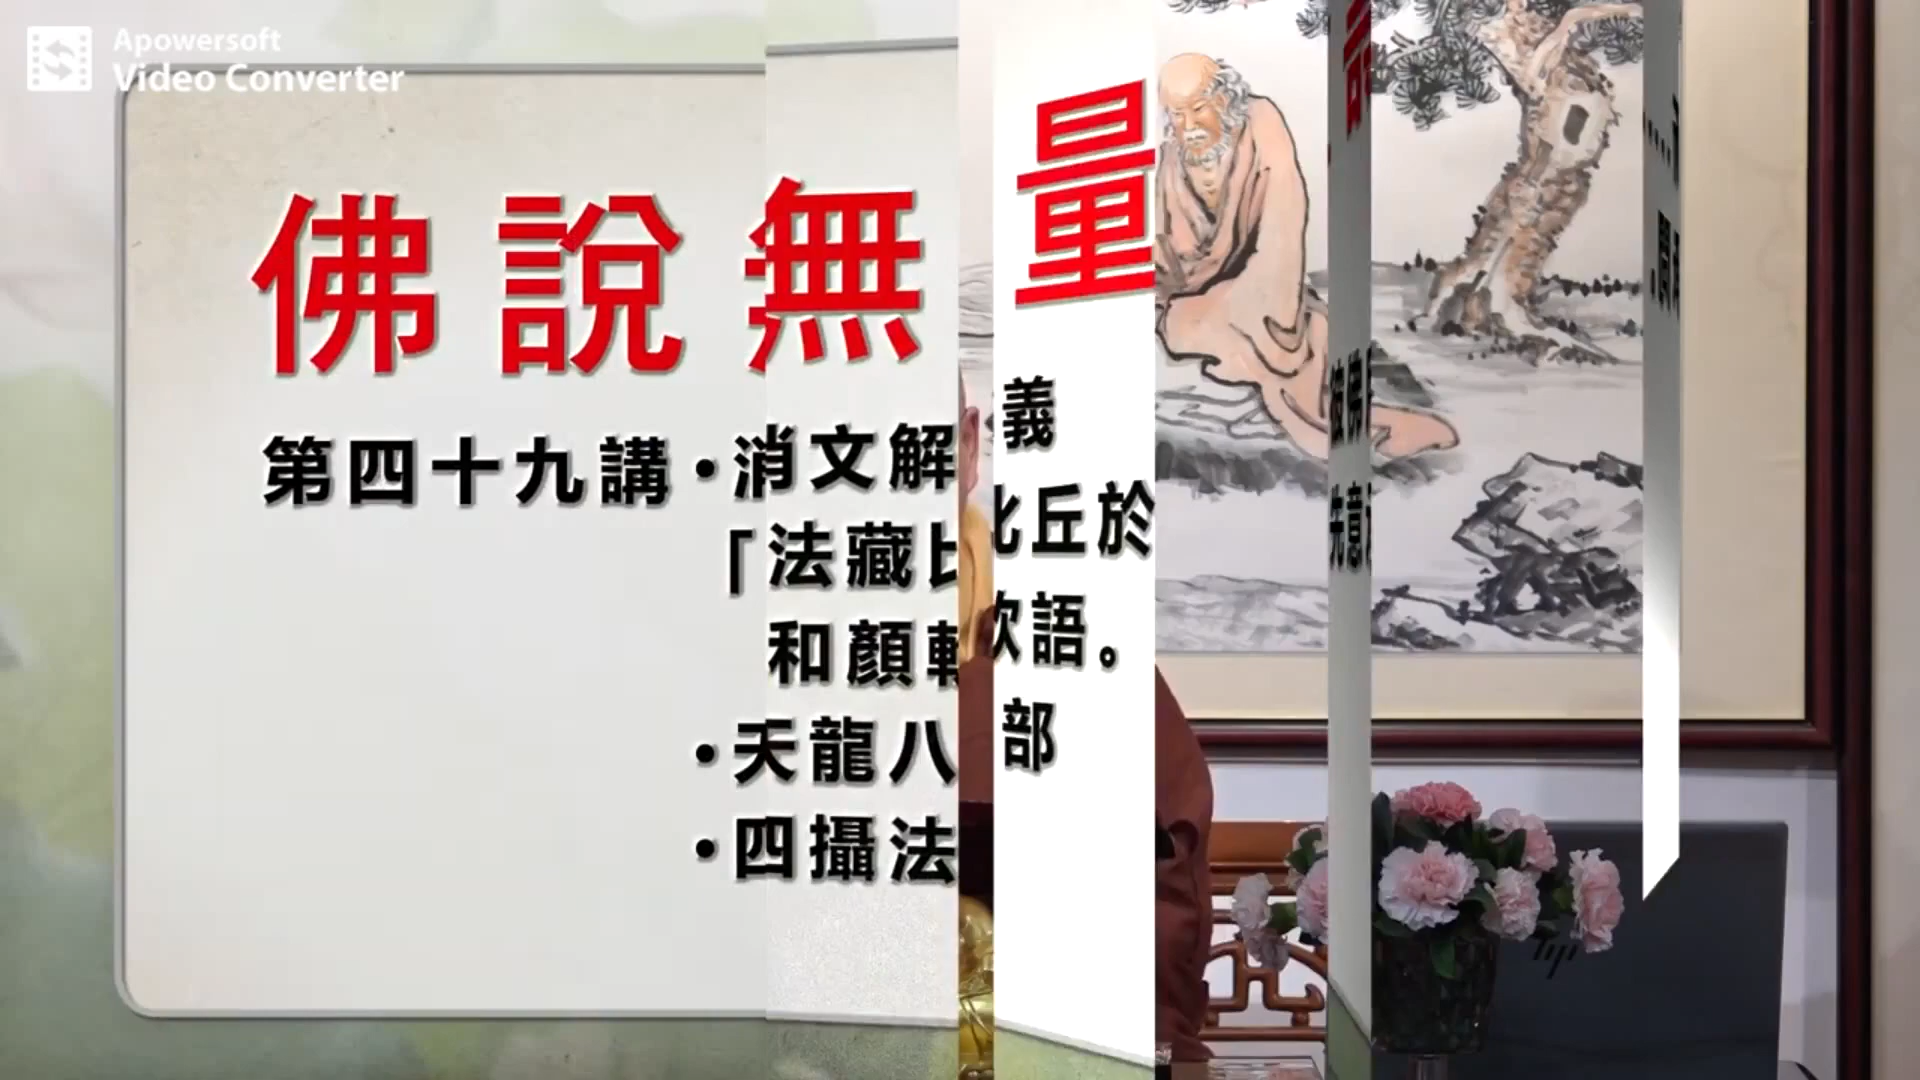 Apowersoft
Video Converter
佛說無量
第四十九講・消文解義
「法藏比丘於
和顏軟語。
・天龍八部
・四攝法